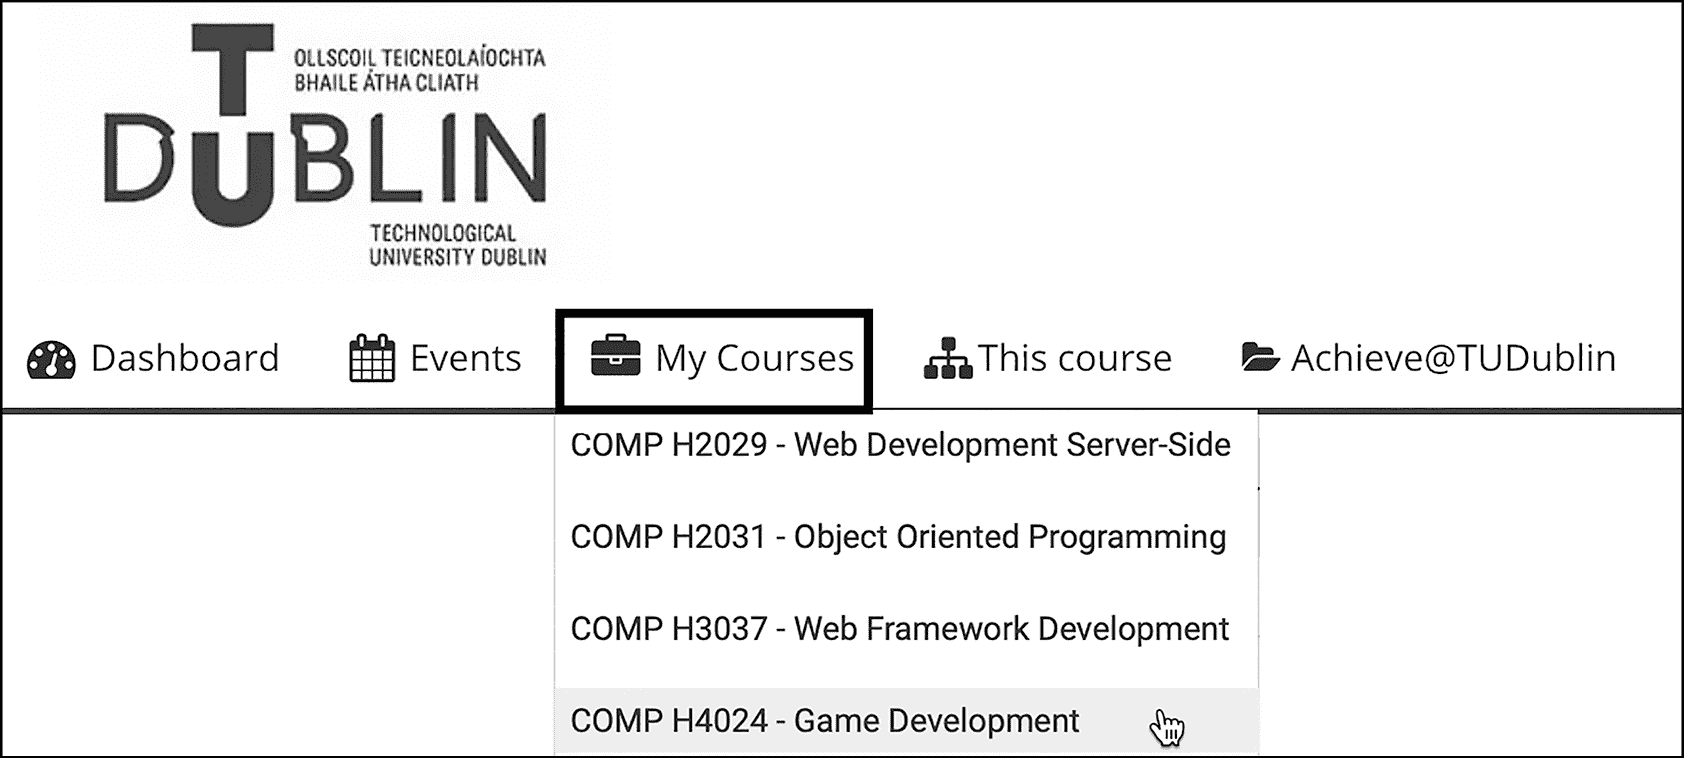 OLLSCOIL TEICNEOLAÍOCHTA
BHAILE ÁTHA CLIATH
T
DUBLIN
TECHNOLOGICAL
UNIVERSITY DUBLIN
Dashboard Events My Courses This course Achieve@TUDublin
COMP H2029 - Web Development Server-Side
COMP H2031 - Object Oriented Programming
COMP H3037 - Web Framework Development
COMP H4024 - Game Development